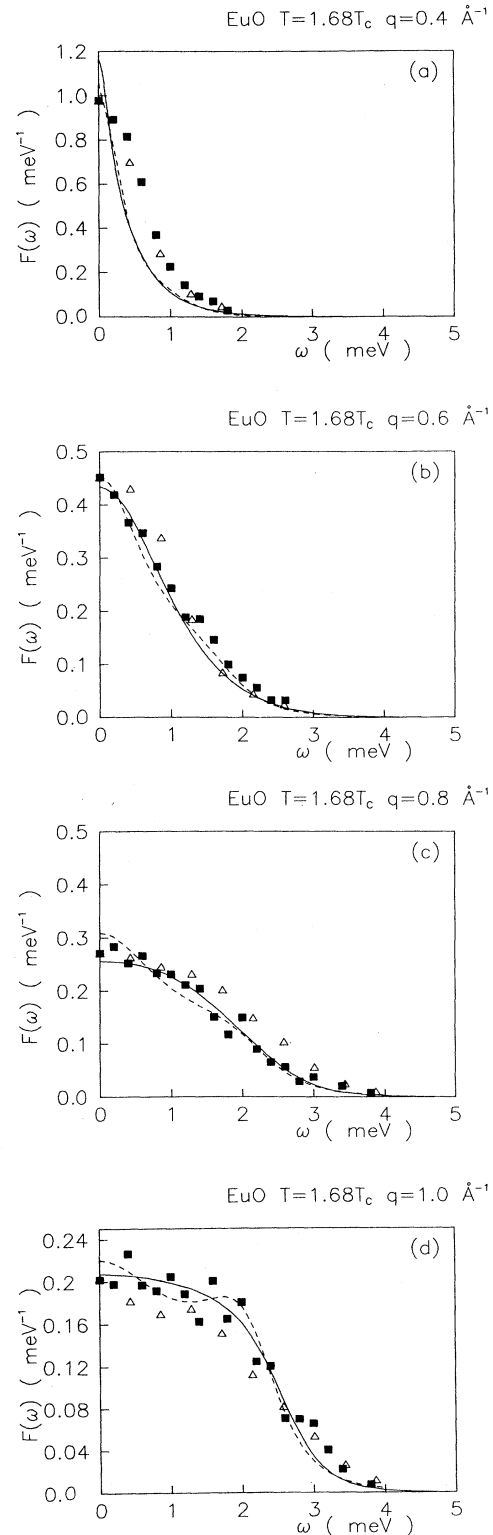 EuO T=1.68Tc q=0.4 Å⁻¹
(a)
1.2
1.0
0.8
0.6
0.4
0.2
0.0
F(ω) ( meV⁻¹ )
0 1 2 3 4 5
ω ( meV )
EuO T=1.68Tc q=0.6 Å⁻¹
(b)
0.5
0.4
0.3
0.2
0.1
0.0
F(ω) ( meV⁻¹ )
0 1 2 3 4 5
ω ( meV )
EuO T=1.68Tc q=0.8 Å⁻¹
(c)
0.5
0.4
0.3
0.2
0.1
0.0
F(ω) ( meV⁻¹ )
0 1 2 3 4 5
ω ( meV )
EuO T=1.68Tc q=1.0 Å⁻¹
(d)
0.24
0.20
0.16
0.12
0.08
0.04
0.0
F(ω) ( meV⁻¹ )
0 1 2 3 4 5
ω ( meV )